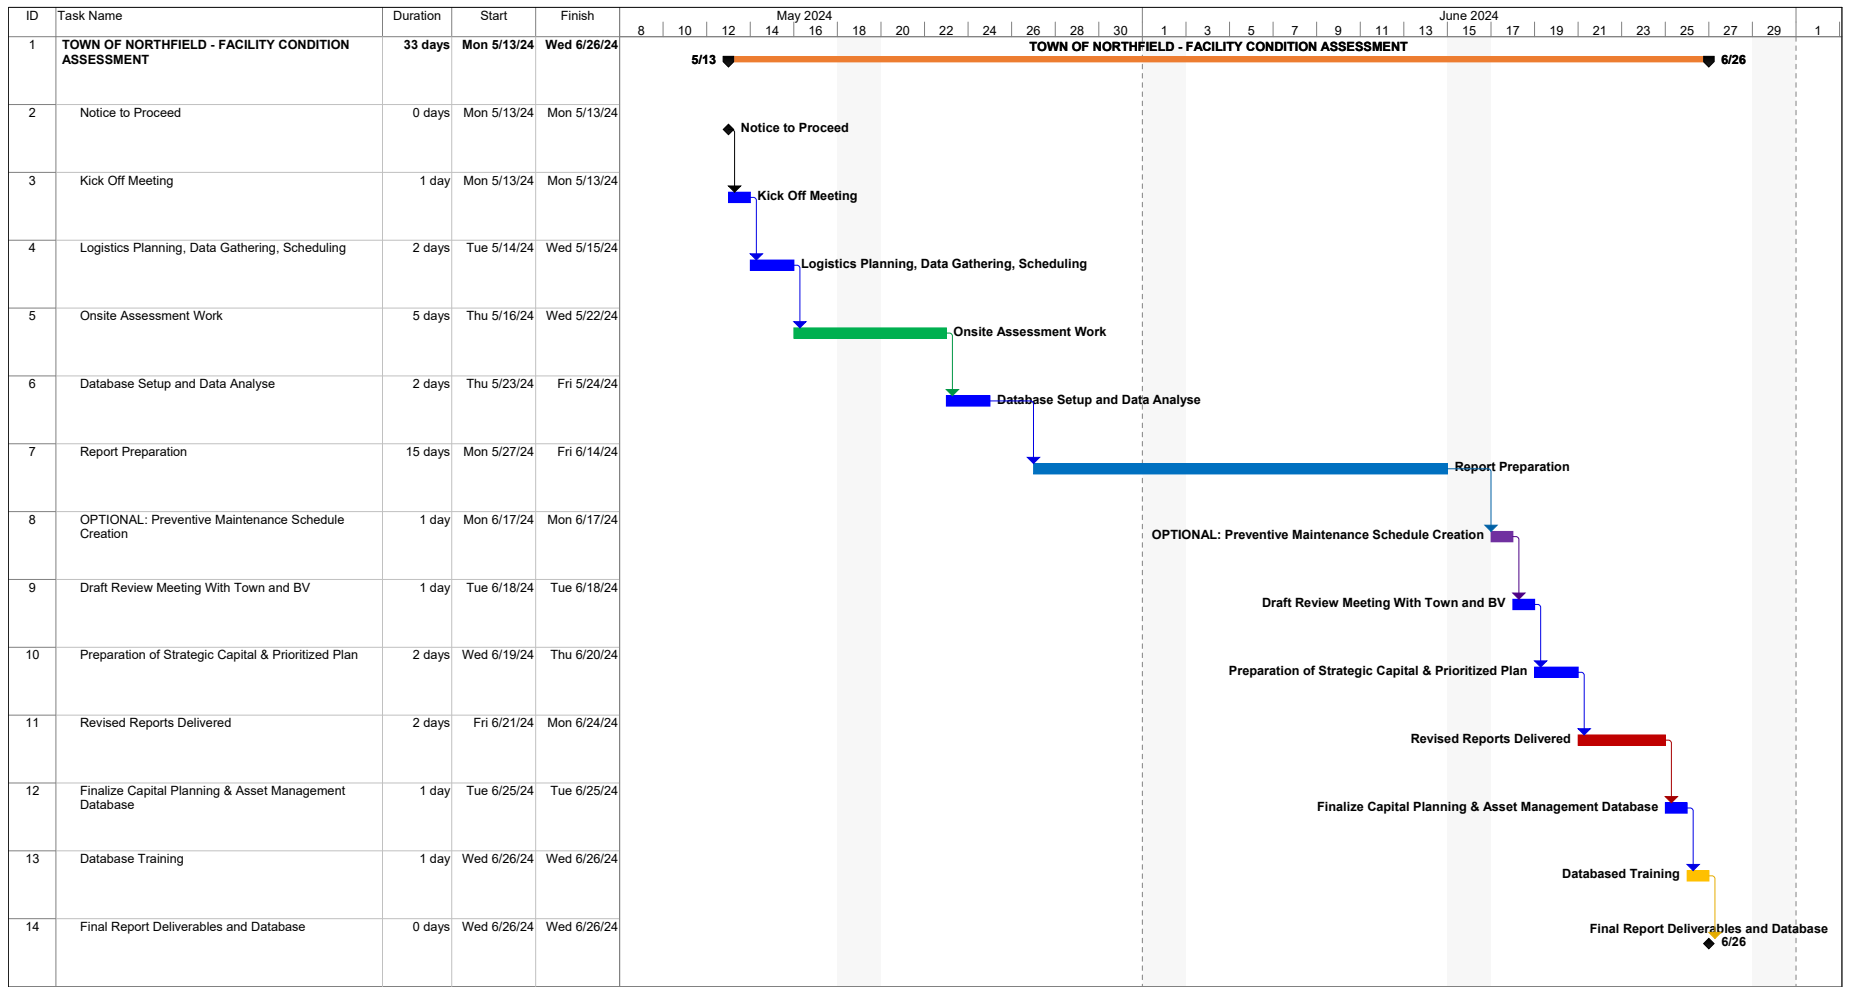 ID Task Name Duration Start Finish May 2024 June 2024
8 10 12 14 16 18 20 22 24 26 28 30 1 3 5 7 9 11 13 15 17 19 21 23 25 27 29 1
1 TOWN OF NORTHFIELD - FACILITY CONDITION 33 days Mon 5/13/24 Wed 6/26/24 TOWN OF NORTHFIELD - FACILITY CONDITION ASSESSMENT
ASSESSMENT 5/13 6/26
2 Notice to Proceed 0 days Mon 5/13/24 Mon 5/13/24
Notice to Proceed
3 Kick Off Meeting 1 day Mon 5/13/24 Mon 5/13/24
Kick Off Meeting
4 Logistics Planning, Data Gathering, Scheduling 2 days Tue 5/14/24 Wed 5/15/24
Logistics Planning, Data Gathering, Scheduling
5 Onsite Assessment Work 5 days Thu 5/16/24 Wed 5/22/24
Onsite Assessment Work
6 Database Setup and Data Analyse 2 days Thu 5/23/24 Fri 5/24/24
Database Setup and Data Analyse
7 Report Preparation 15 days Mon 5/27/24 Fri 6/14/24
Report Preparation
8 OPTIONAL: Preventive Maintenance Schedule 1 day Mon 6/17/24 Mon 6/17/24
Creation
OPTIONAL: Preventive Maintenance Schedule Creation
9 Draft Review Meeting With Town and BV 1 day Tue 6/18/24 Tue 6/18/24
Draft Review Meeting With Town and BV
10 Preparation of Strategic Capital & Prioritized Plan 2 days Wed 6/19/24 Thu 6/20/24
Preparation of Strategic Capital & Prioritized Plan
11 Revised Reports Delivered 2 days Fri 6/21/24 Mon 6/24/24
Revised Reports Delivered
12 Finalize Capital Planning & Asset Management 1 day Tue 6/25/24 Tue 6/25/24
Database
Finalize Capital Planning & Asset Management Database
13 Database Training 1 day Wed 6/26/24 Wed 6/26/24
Databased Training
14 Final Report Deliverables and Database 0 days Wed 6/26/24 Wed 6/26/24
Final Report Deliverables and Database
6/26